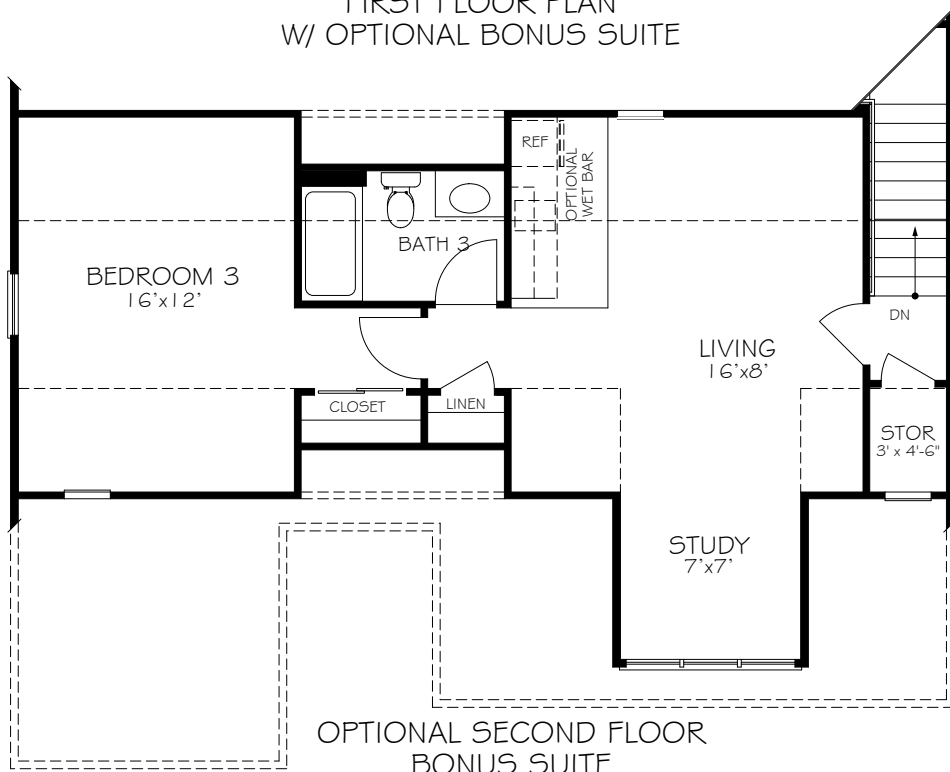 FIRST FLOOR PLAN
W/ OPTIONAL BONUS SUITE
REF
OPTIONAL
WET BAR
BATH 3
BEDROOM 3
16'x12'
DN
LIVING
16'x8'
CLOSET
LINEN
STOR
3' x 4'-6"
STUDY
7'x7'
OPTIONAL SECOND FLOOR
BONUS SUITE